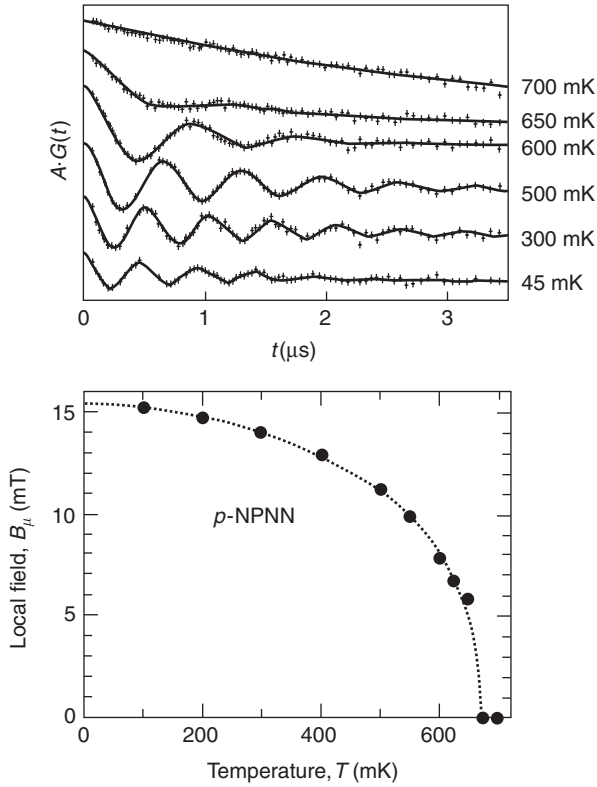 A·G(t)
700 mK
650 mK
600 mK
500 mK
300 mK
45 mK
0 1 2 3
t(μs)
Local field, Bμ (mT)
15
10
5
0
p-NPNN
0 200 400 600
Temperature, T (mK)